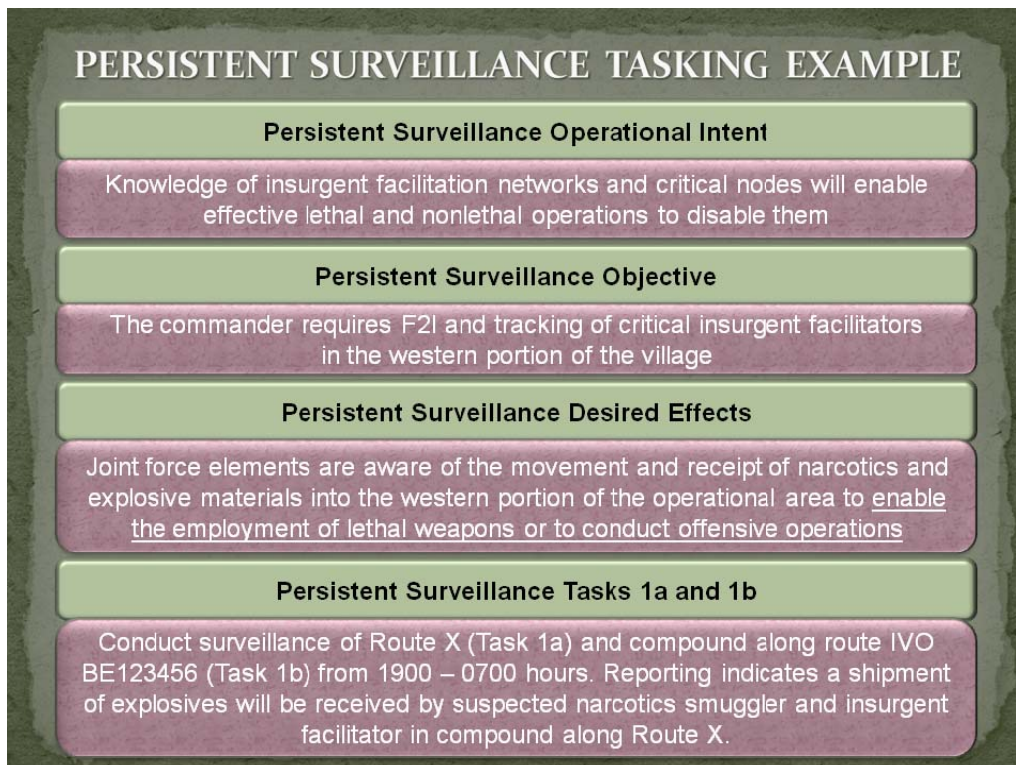 PERSISTENT SURVEILLANCE TASKING EXAMPLE
Persistent Surveillance Operational Intent
Knowledge of insurgent facilitation networks and critical nodes will enable
effective lethal and nonlethal operations to disable them
Persistent Surveillance Objective
The commander requires F2I and tracking of critical insurgent facilitators
in the western portion of the village
Persistent Surveillance Desired Effects
Joint force elements are aware of the movement and receipt of narcotics and
explosive materials into the western portion of the operational area to enable
the employment of lethal weapons or to conduct offensive operations
Persistent Surveillance Tasks 1a and 1b
Conduct surveillance of Route X (Task 1a) and compound along route IVO
BE123456 (Task 1b) from 1900 – 0700 hours. Reporting indicates a shipment
of explosives will be received by suspected narcotics smuggler and insurgent
facilitator in compound along Route X.